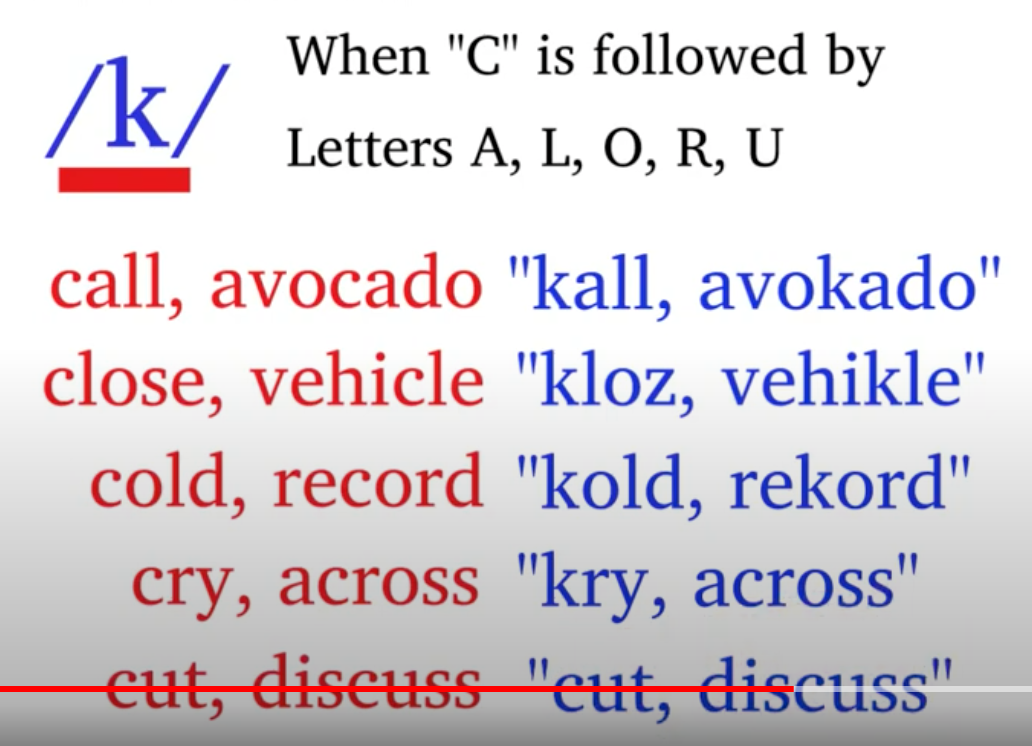 /k/
When "C" is followed by
Letters A, L, O, R, U
call, avocado "kall, avokado"
close, vehicle "kloz, vehikle"
cold, record "kold, rekord"
cry, across "kry, across"
cut, discuss "cut, discuss"